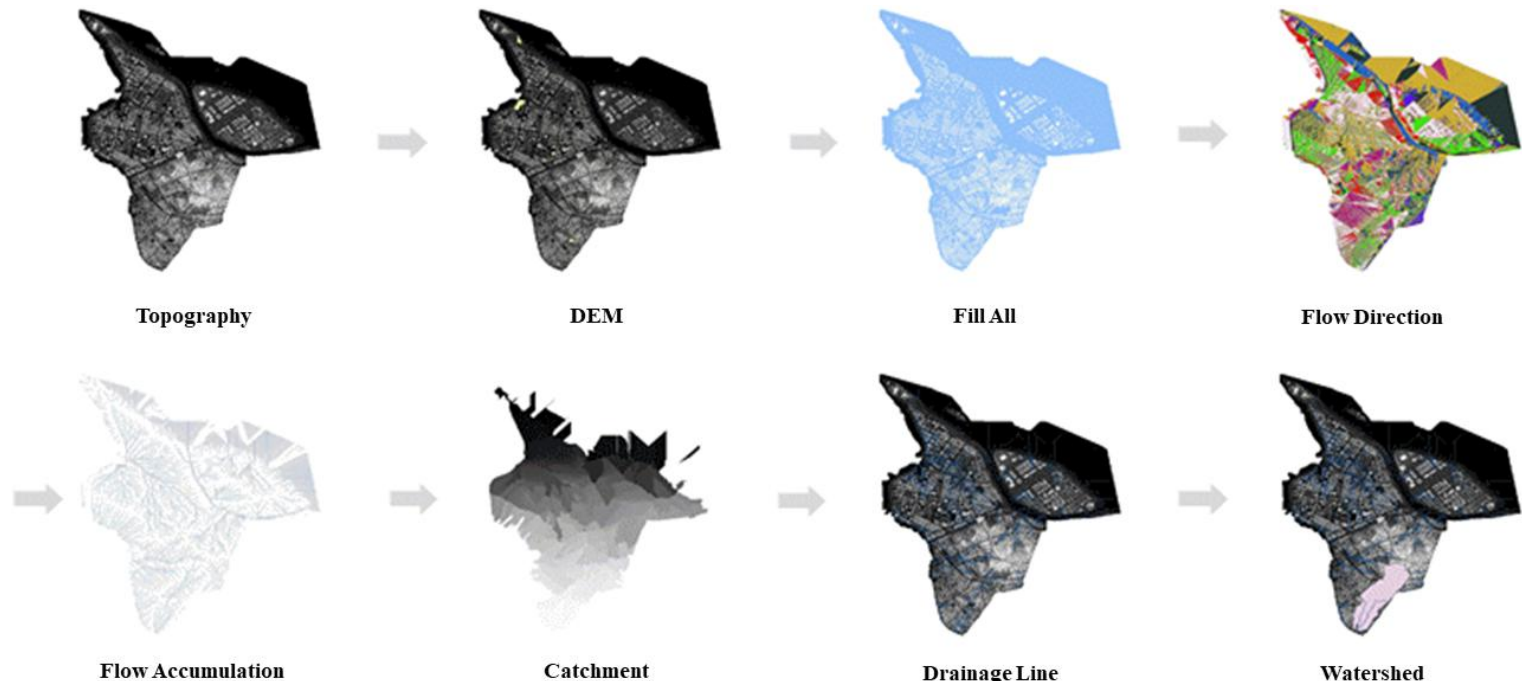 Topography
DEM
Fill All
Flow Direction
Flow Accumulation
Catchment
Drainage Line
Watershed